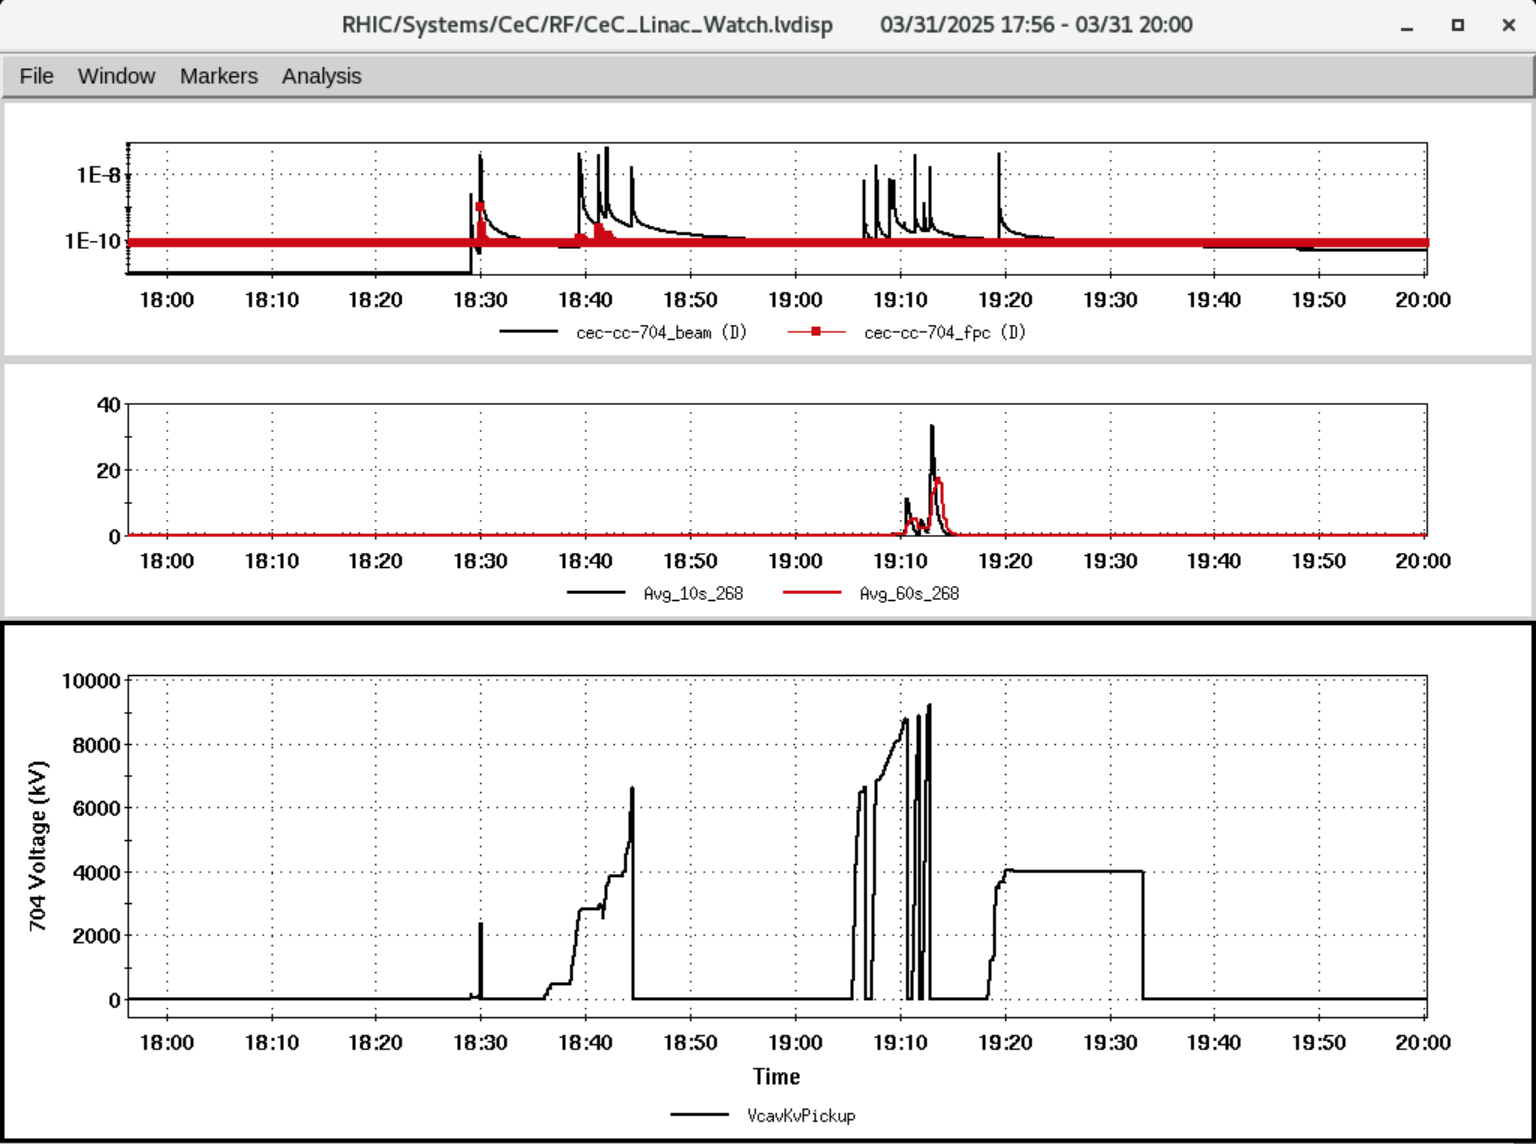 RHIC/Systems/CeC/RF/CeC_Linac_Watch.lvdisp 03/31/2025 17:56 - 03/31 20:00
File Window Markers Analysis
1E-8
1E-10
18:00 18:10 18:20 18:30 18:40 18:50 19:00 19:10 19:20 19:30 19:40 19:50 20:00
cec-cc-704_beam (D) cec-cc-704_fpc (D)
40
20
0
18:00 18:10 18:20 18:30 18:40 18:50 19:00 19:10 19:20 19:30 19:40 19:50 20:00
Avg_10s_268 Avg_60s_268
704 Voltage (kV)
10000
8000
6000
4000
2000
0
18:00 18:10 18:20 18:30 18:40 18:50 19:00 19:10 19:20 19:30 19:40 19:50 20:00
Time
VcavKvPickup